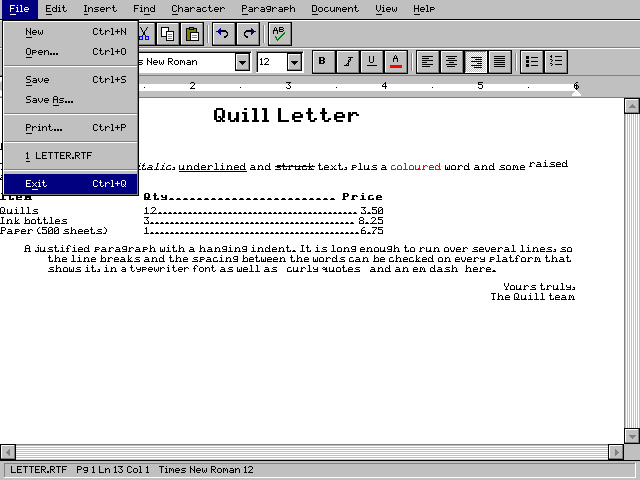 File Edit Insert Find Character Paragraph Document View Help
New Ctrl+N
Open... Ctrl+O
Save Ctrl+S
Save As...
Print... Ctrl+P
1 LETTER.RTF
Exit Ctrl+Q
s New Roman 12 B I U A
2 3 4 5 6
Quill Letter
italic, underlined and struck text, plus a coloured word and some raised
Item Qty Price
Quills 12 3.50
Ink bottles 3 8.25
Paper (500 sheets) 1 6.75
A justified paragraph with a hanging indent. It is long enough to run over several lines, so
the line breaks and the spacing between the words can be checked on every platform that
shows it, in a typewriter font as well as curly quotes and an em dash here.
Yours truly,
The Quill team
LETTER.RTF Pg 1 Ln 13 Col 1 Times New Roman 12